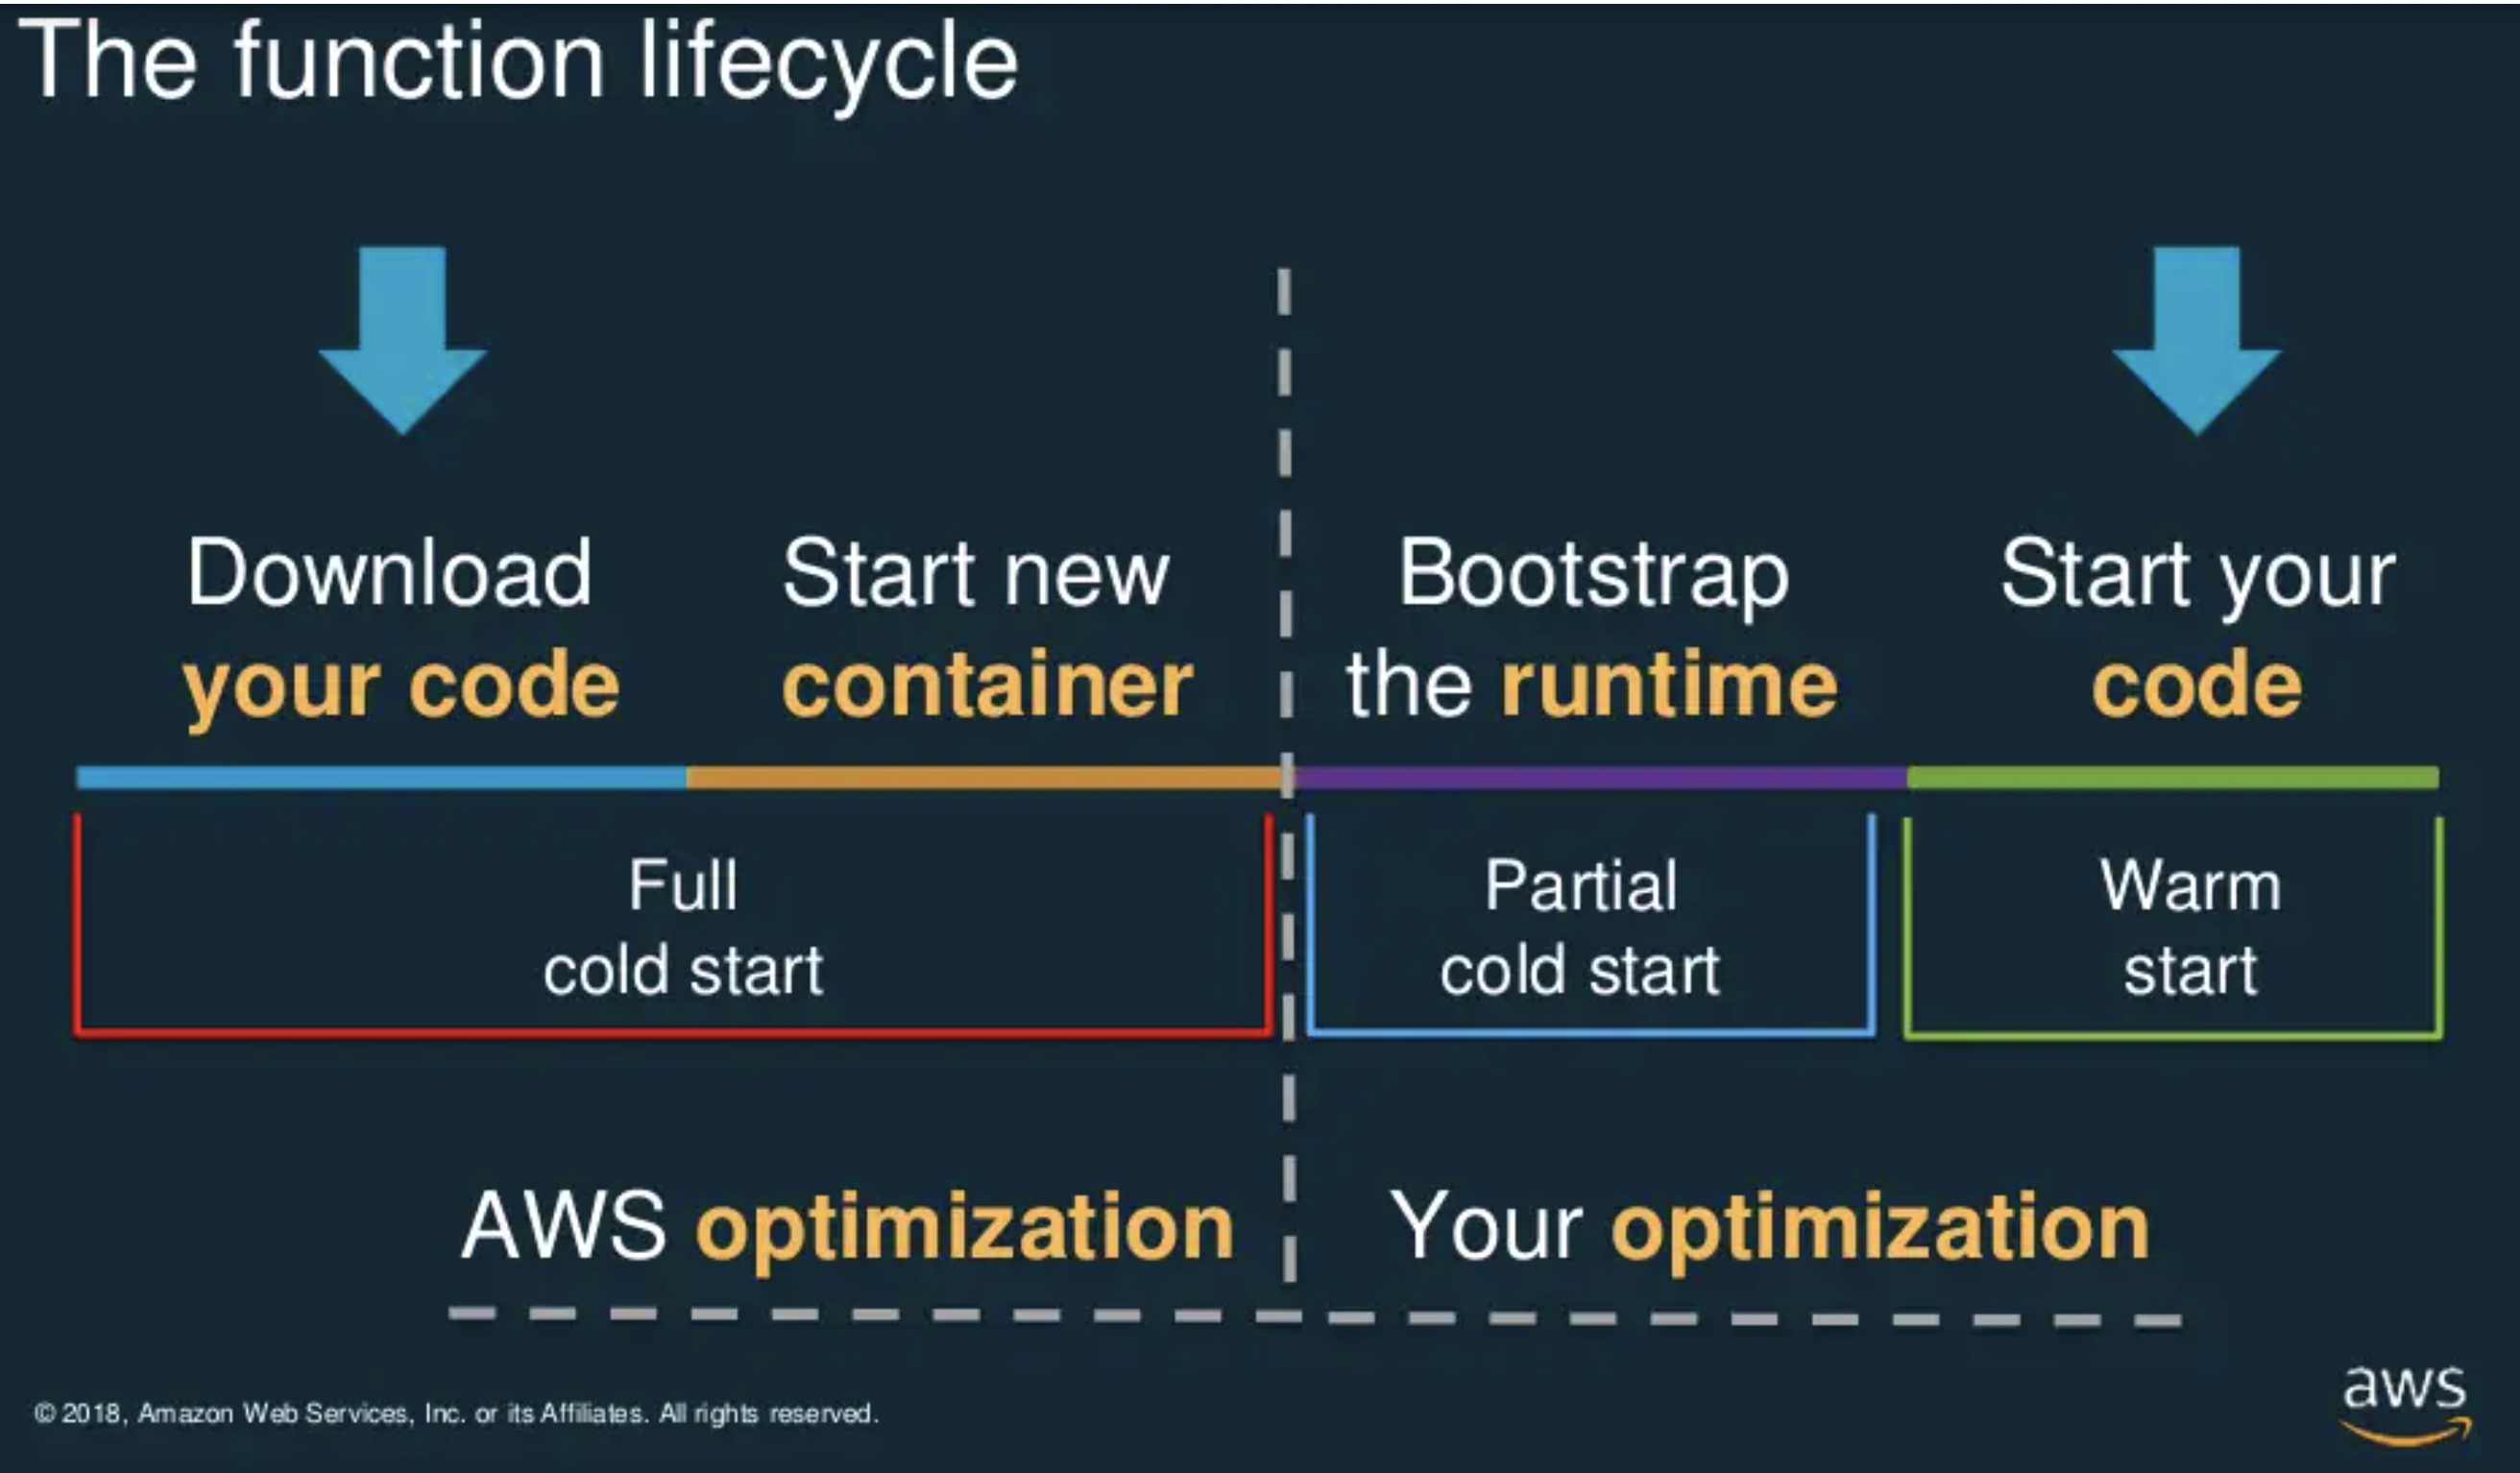 The function lifecycle
Download
your code
Start new
container
Bootstrap
the runtime
Start your
code
Full
cold start
Partial
cold start
Warm
start
AWS optimization
Your optimization
© 2018, Amazon Web Services, Inc. or its Affiliates. All rights reserved.
aws